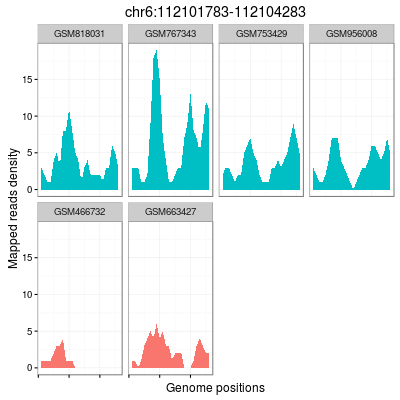 chr6:112101783-112104283
GSM818031 GSM767343 GSM753429 GSM956008
15
10
5
0
GSM466732 GSM663427
15
10
5
0
Mapped reads density
Genome positions